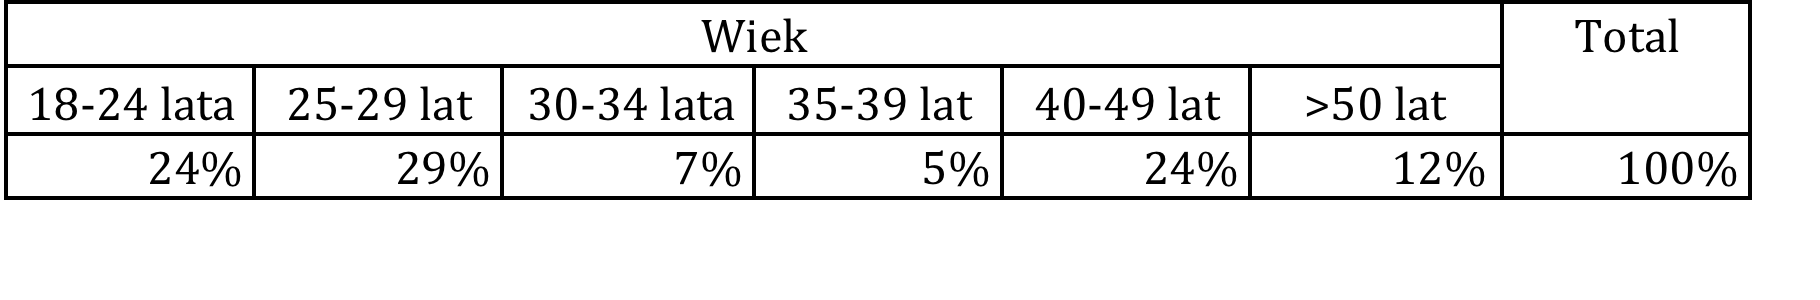 Wiek Total
18-24 lata 25-29 lat 30-34 lata 35-39 lat 40-49 lat >50 lat
24% 29% 7% 5% 24% 12% 100%